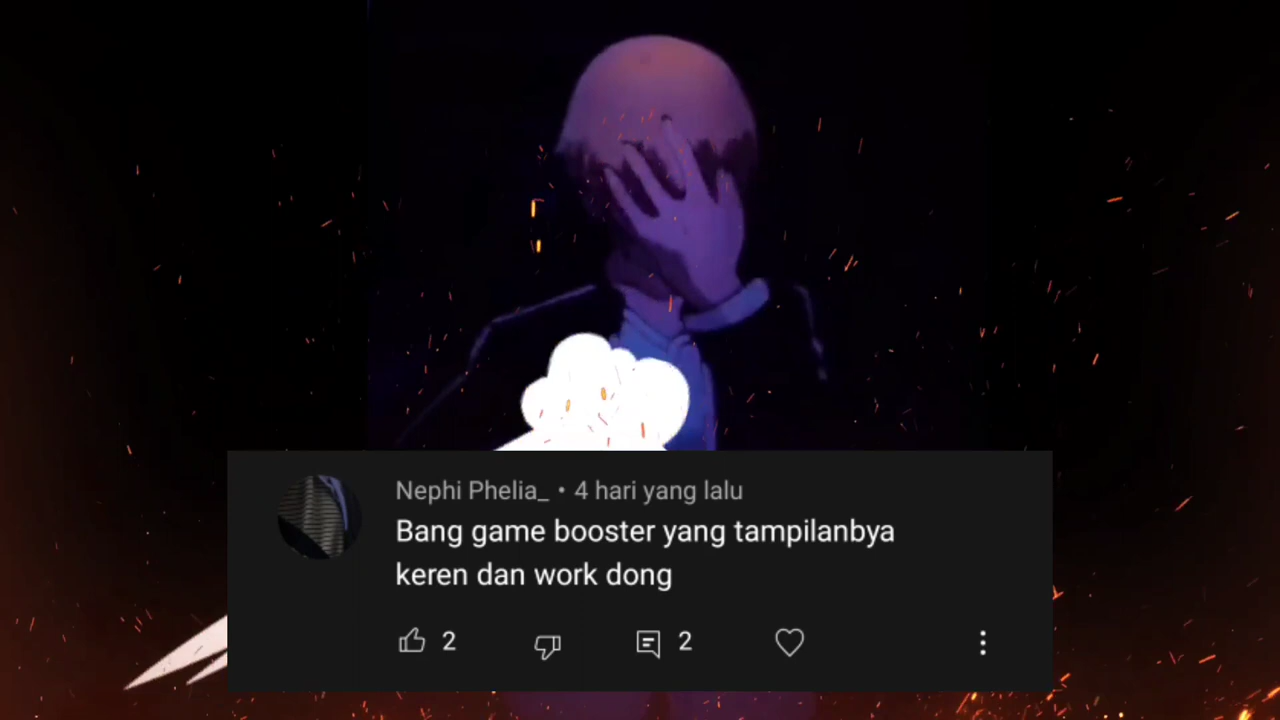 Nephi Phelia_ • 4 hari yang lalu
Bang game booster yang tampilanbya
keren dan work dong
2
2